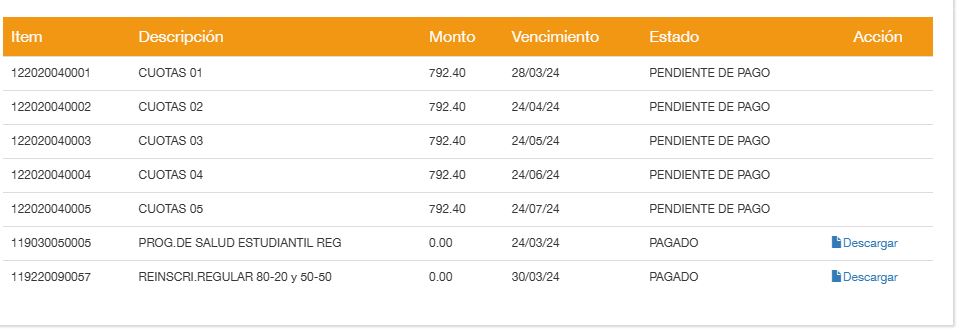 Item Descripción Monto Vencimiento Estado Acción
122020040001 CUOTAS 01 792.40 28/03/24 PENDIENTE DE PAGO
122020040002 CUOTAS 02 792.40 24/04/24 PENDIENTE DE PAGO
122020040003 CUOTAS 03 792.40 24/05/24 PENDIENTE DE PAGO
122020040004 CUOTAS 04 792.40 24/06/24 PENDIENTE DE PAGO
122020040005 CUOTAS 05 792.40 24/07/24 PENDIENTE DE PAGO
119030050005 PROG.DE SALUD ESTUDIANTIL REG 0.00 24/03/24 PAGADO Descargar
119220090057 REINSCRI.REGULAR 80-20 y 50-50 0.00 30/03/24 PAGADO Descargar